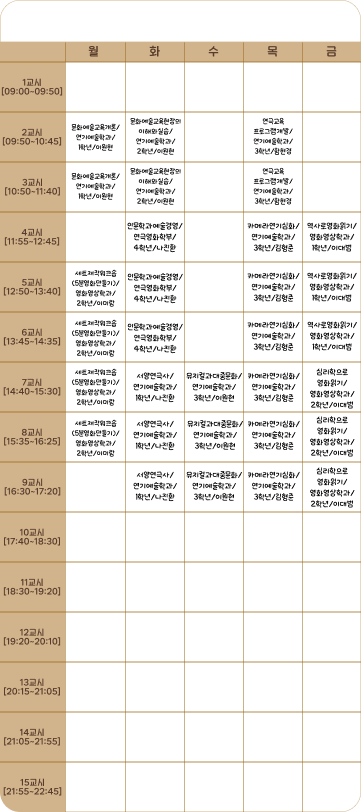 월 화 수 목 금
1교시
[09:00~09:50]
2교시
[09:50~10:45]
문화예술교육개론/
연기예술학과/
1학년/이원현
문화예술교육현장의
이해와실습/
연기예술학과/
2학년/이원현
연극교육
프로그램개발/
연기예술학과/
3학년/함현경
3교시
[10:50~11:40]
문화예술교육개론/
연기예술학과/
1학년/이원현
문화예술교육현장의
이해와실습/
연기예술학과/
2학년/이원현
연극교육
프로그램개발/
연기예술학과/
3학년/함현경
4교시
[11:55~12:45]
인문학과예술경영/
연극영화학부/
4학년/나진환
카메라연기심화/
연기예술학과/
3학년/김형준
역사로영화읽기/
영화영상학과/
1학년/이대범
5교시
[12:50~13:40]
세트제작워크숍
(5분영화만들기)/
영화영상학과/
2학년/이미랑
인문학과예술경영/
연극영화학부/
4학년/나진환
카메라연기심화/
연기예술학과/
3학년/김형준
역사로영화읽기/
영화영상학과/
1학년/이대범
6교시
[13:45~14:35]
세트제작워크숍
(5분영화만들기)/
영화영상학과/
2학년/이미랑
인문학과예술경영/
연극영화학부/
4학년/나진환
카메라연기심화/
연기예술학과/
3학년/김형준
역사로영화읽기/
영화영상학과/
1학년/이대범
7교시
[14:40~15:30]
세트제작워크숍
(5분영화만들기)/
영화영상학과/
2학년/이미랑
서양연극사/
연기예술학과/
1학년/나진환
뮤지컬과대중문화/
연기예술학과/
3학년/이원현
카메라연기심화/
연기예술학과/
3학년/김형준
심리학으로
영화읽기/
영화영상학과/
2학년/이대범
8교시
[15:35~16:25]
세트제작워크숍
(5분영화만들기)/
영화영상학과/
2학년/이미랑
서양연극사/
연기예술학과/
1학년/나진환
뮤지컬과대중문화/
연기예술학과/
3학년/이원현
카메라연기심화/
연기예술학과/
3학년/김형준
심리학으로
영화읽기/
영화영상학과/
2학년/이대범
9교시
[16:30~17:20]
서양연극사/
연기예술학과/
1학년/나진환
뮤지컬과대중문화/
연기예술학과/
3학년/이원현
카메라연기심화/
연기예술학과/
3학년/김형준
심리학으로
영화읽기/
영화영상학과/
2학년/이대범
10교시
[17:40~18:30]
11교시
[18:30~19:20]
12교시
[19:20~20:10]
13교시
[20:15~21:05]
14교시
[21:05~21:55]
15교시
[21:55~22:45]